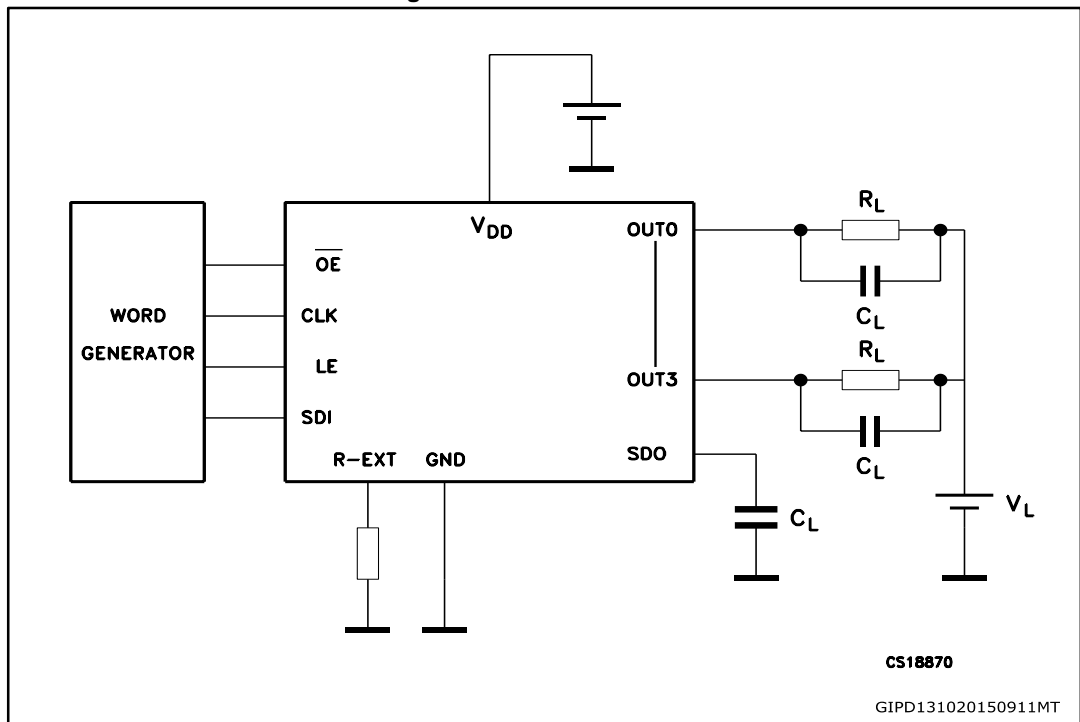 V_DD
OUT0
R_L
OE
WORD
CLK
C_L
GENERATOR
R_L
LE
OUT3
SDI
SDO
R-EXT GND
C_L
V_L
C_L
CS18870
GIPD131020150911MT